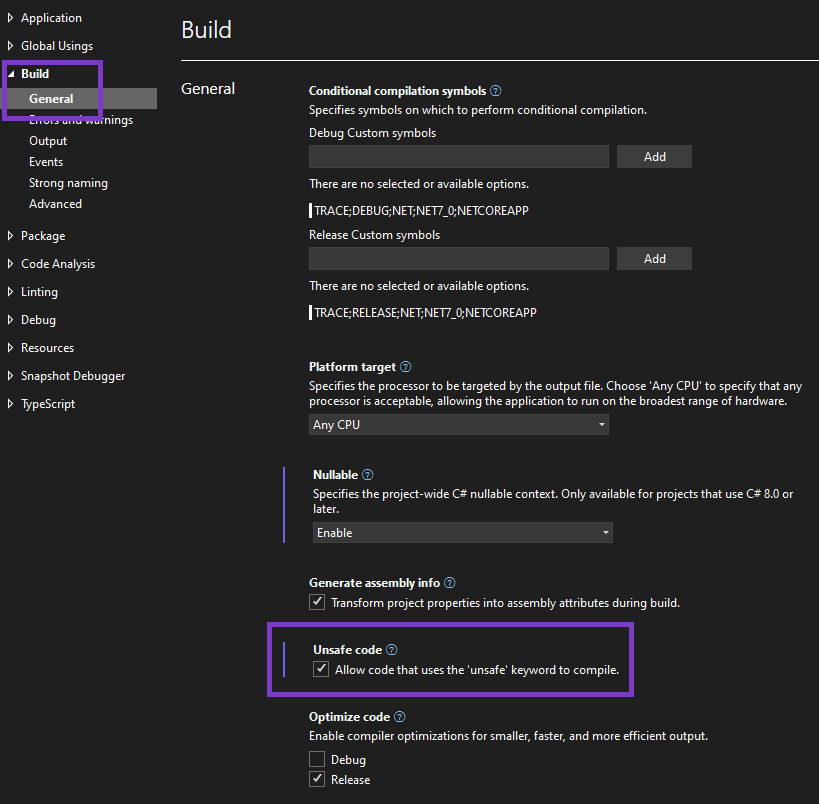 Application
Global Usings
Build
General
Errors and warnings
Output
Events
Strong naming
Advanced
Package
Code Analysis
Linting
Debug
Resources
Snapshot Debugger
TypeScript
Build
General
Conditional compilation symbols ?
Specifies symbols on which to perform conditional compilation.
Debug Custom symbols
Add
There are no selected or available options.
TRACE;DEBUG;NET;NET7_0;NETCOREAPP
Release Custom symbols
Add
There are no selected or available options.
TRACE;RELEASE;NET;NET7_0;NETCOREAPP
Platform target ?
Specifies the processor to be targeted by the output file. Choose 'Any CPU' to specify that any
processor is acceptable, allowing the application to run on the broadest range of hardware.
Any CPU
Nullable ?
Specifies the project-wide C# nullable context. Only available for projects that use C# 8.0 or
later.
Enable
Generate assembly info ?
Transform project properties into assembly attributes during build.
Unsafe code ?
Allow code that uses the 'unsafe' keyword to compile.
Optimize code ?
Enable compiler optimizations for smaller, faster, and more efficient output.
Debug
Release